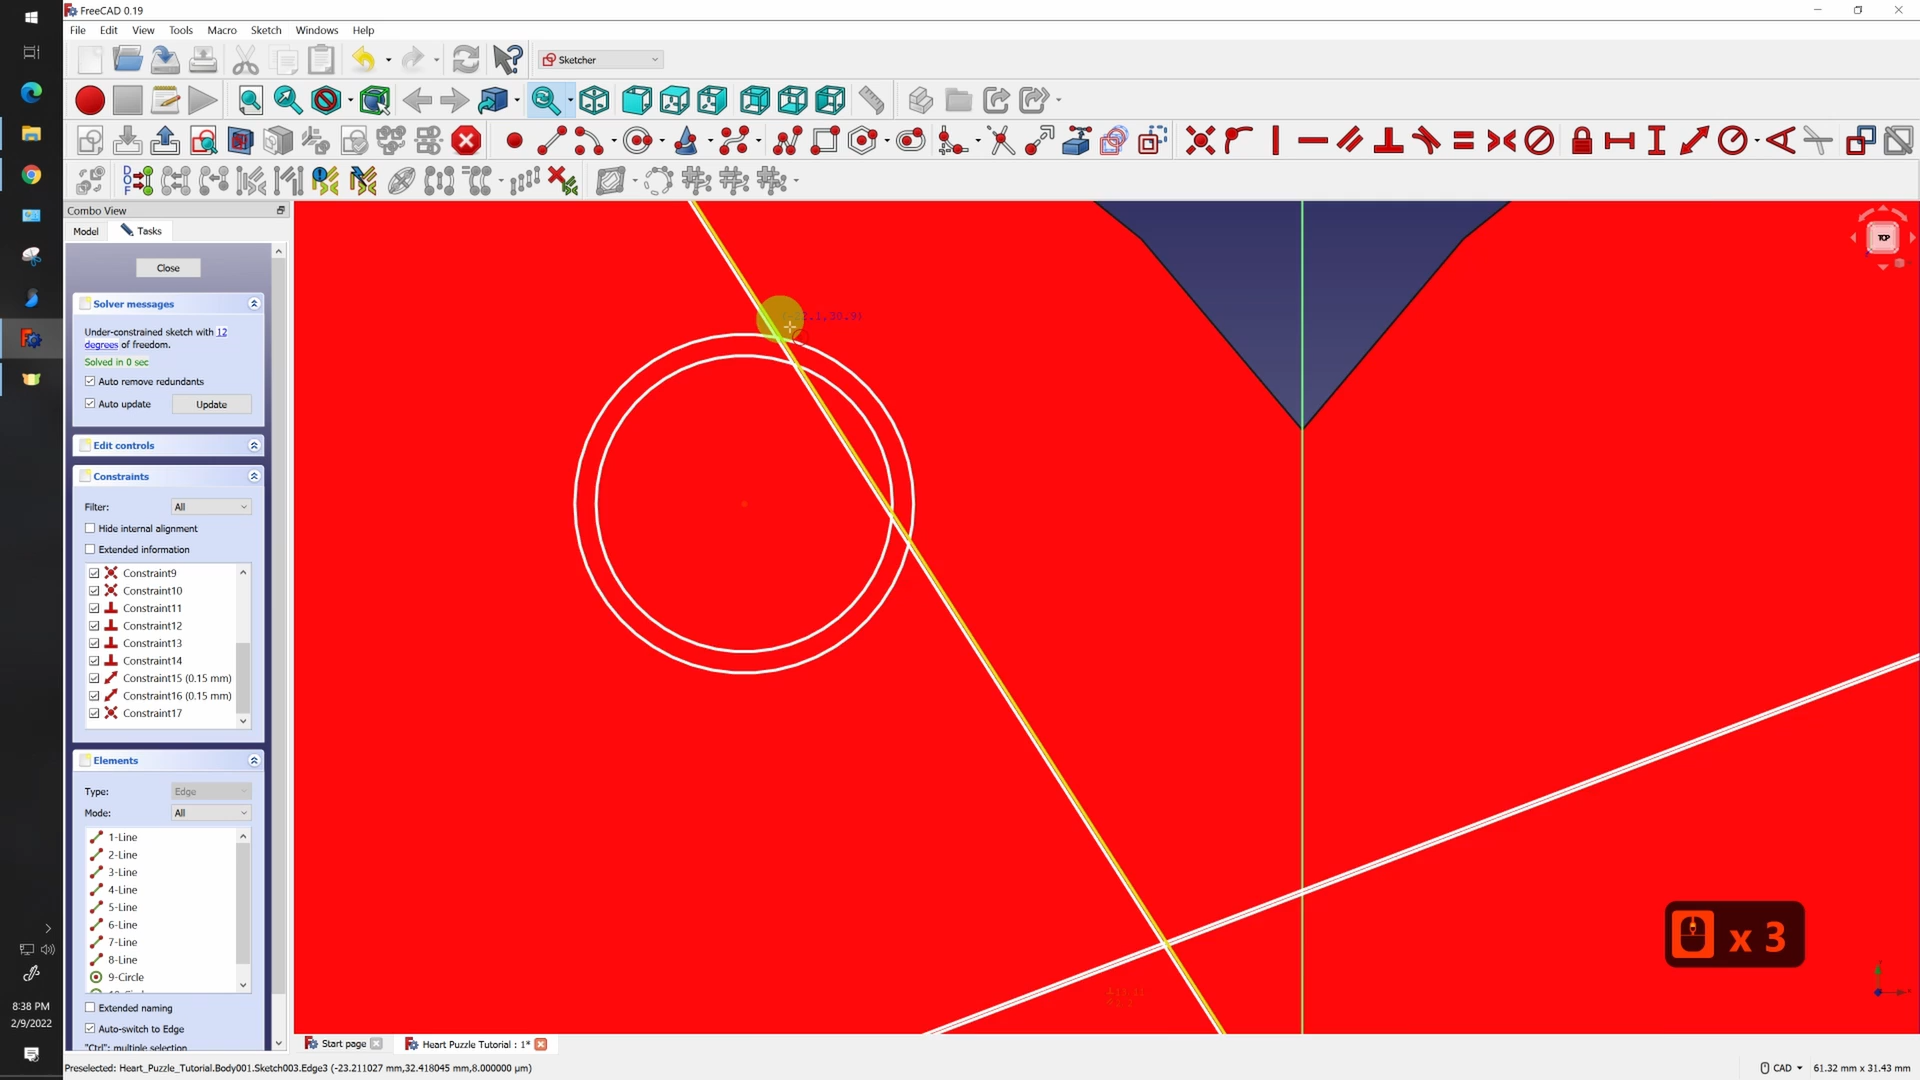 FreeCAD 0.19
File Edit View Tools Macro Sketch Windows Help
Sketcher
Combo View
Model Tasks
Close
Solver messages
Under-constrained sketch with 12
degrees of freedom.
Solved in 0 sec
Auto remove redundants
Auto update Update
Edit controls
Constraints
Filter: All
Hide internal alignment
Extended information
Constraint9
Constraint10
Constraint11
Constraint12
Constraint13
Constraint14
Constraint15 (0.15 mm)
Constraint16 (0.15 mm)
Constraint17
Elements
Type: Edge
Mode: All
1-Line
2-Line
3-Line
4-Line
5-Line
6-Line
7-Line
8-Line
9-Circle
Extended naming
Auto-switch to Edge
"Ctrl": multiple selection
TOP
x 3
8:38 PM
2/9/2022
Start page
Heart Puzzle Tutorial : 1*
Preselected: Heart_Puzzle_Tutorial.Body001.Sketch003.Edge3 (-23.211027 mm,32.418045 mm,8.000000 µm)
CAD
61.32 mm x 31.43 mm